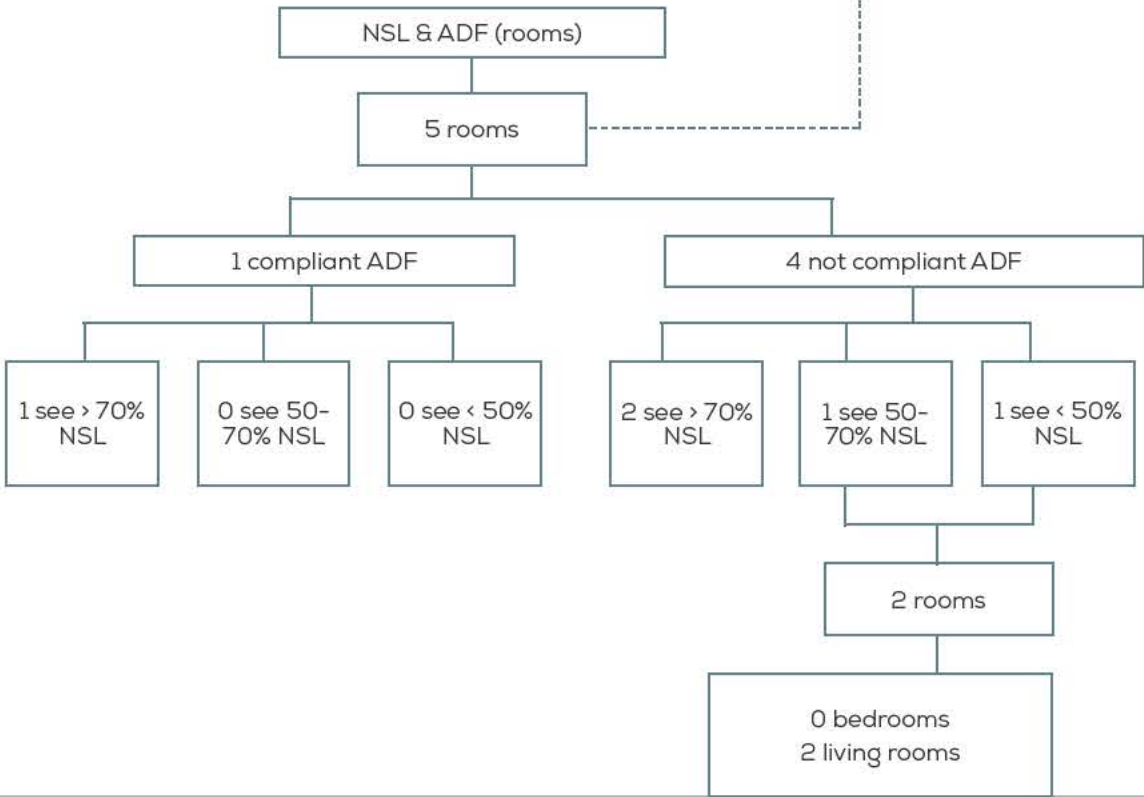 NSL & ADF (rooms)
5 rooms
1 compliant ADF
4 not compliant ADF
1 see > 70%
NSL
0 see 50-
70% NSL
0 see < 50%
NSL
2 see > 70%
NSL
1 see 50-
70% NSL
1 see < 50%
NSL
2 rooms
0 bedrooms
2 living rooms